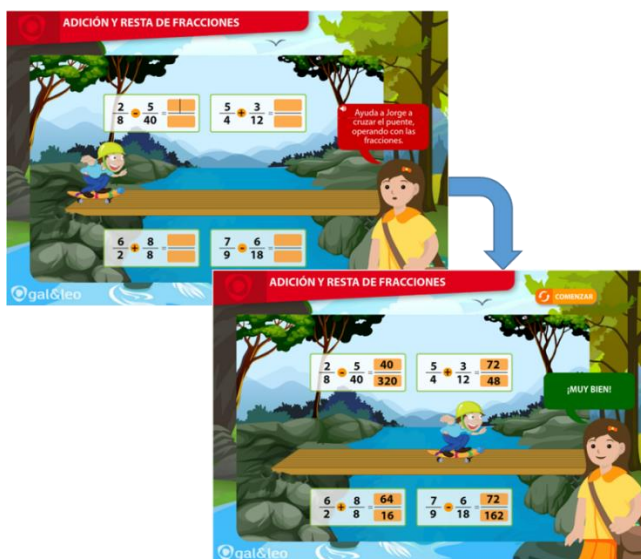 ADICIÓN Y RESTA DE FRACCIONES
2/8 - 5/40 =
5/4 + 3/12 =
Ayuda a Jorge a
cruzar el puente,
operando con las
fracciones.
6/2 + 8/8 =
7/9 - 6/18 =
gal&leo
ADICIÓN Y RESTA DE FRACCIONES
COMENZAR
2/8 - 5/40 = 40/320
5/4 + 3/12 = 72/48
¡MUY BIEN!
6/2 + 8/8 = 64/16
7/9 - 6/18 = 72/162
gal&leo